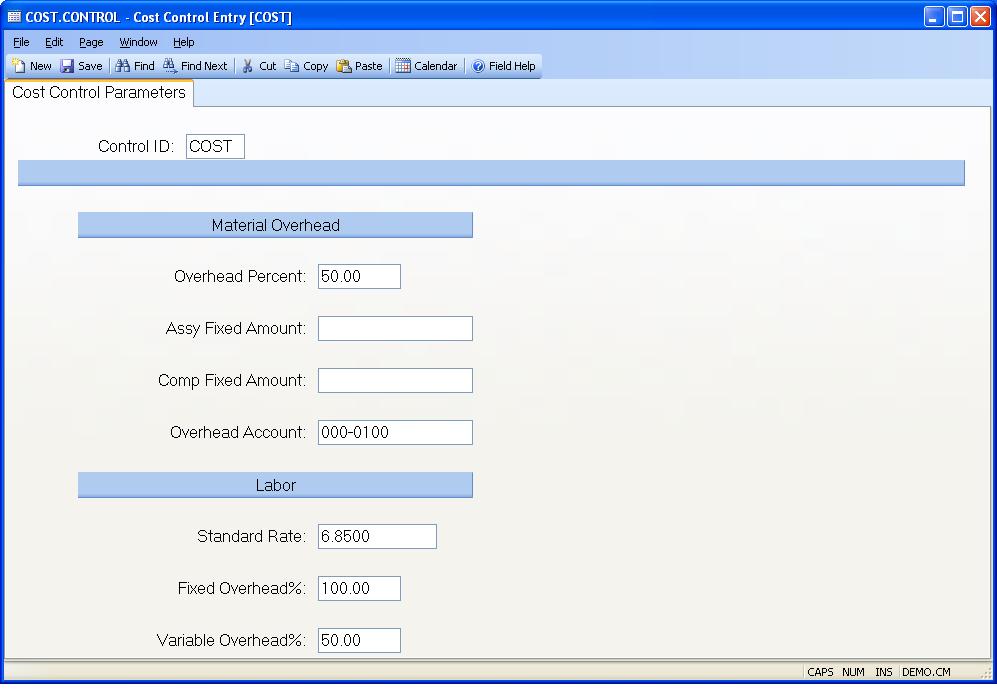 COST.CONTROL - Cost Control Entry [COST]
File Edit Page Window Help
New Save Find Find Next Cut Copy Paste Calendar Field Help
Cost Control Parameters
Control ID: COST
Material Overhead
Overhead Percent: 50.00
Assy Fixed Amount:
Comp Fixed Amount:
Overhead Account: 000-0100
Labor
Standard Rate: 6.8500
Fixed Overhead%: 100.00
Variable Overhead%: 50.00
CAPS NUM INS DEMO.CM